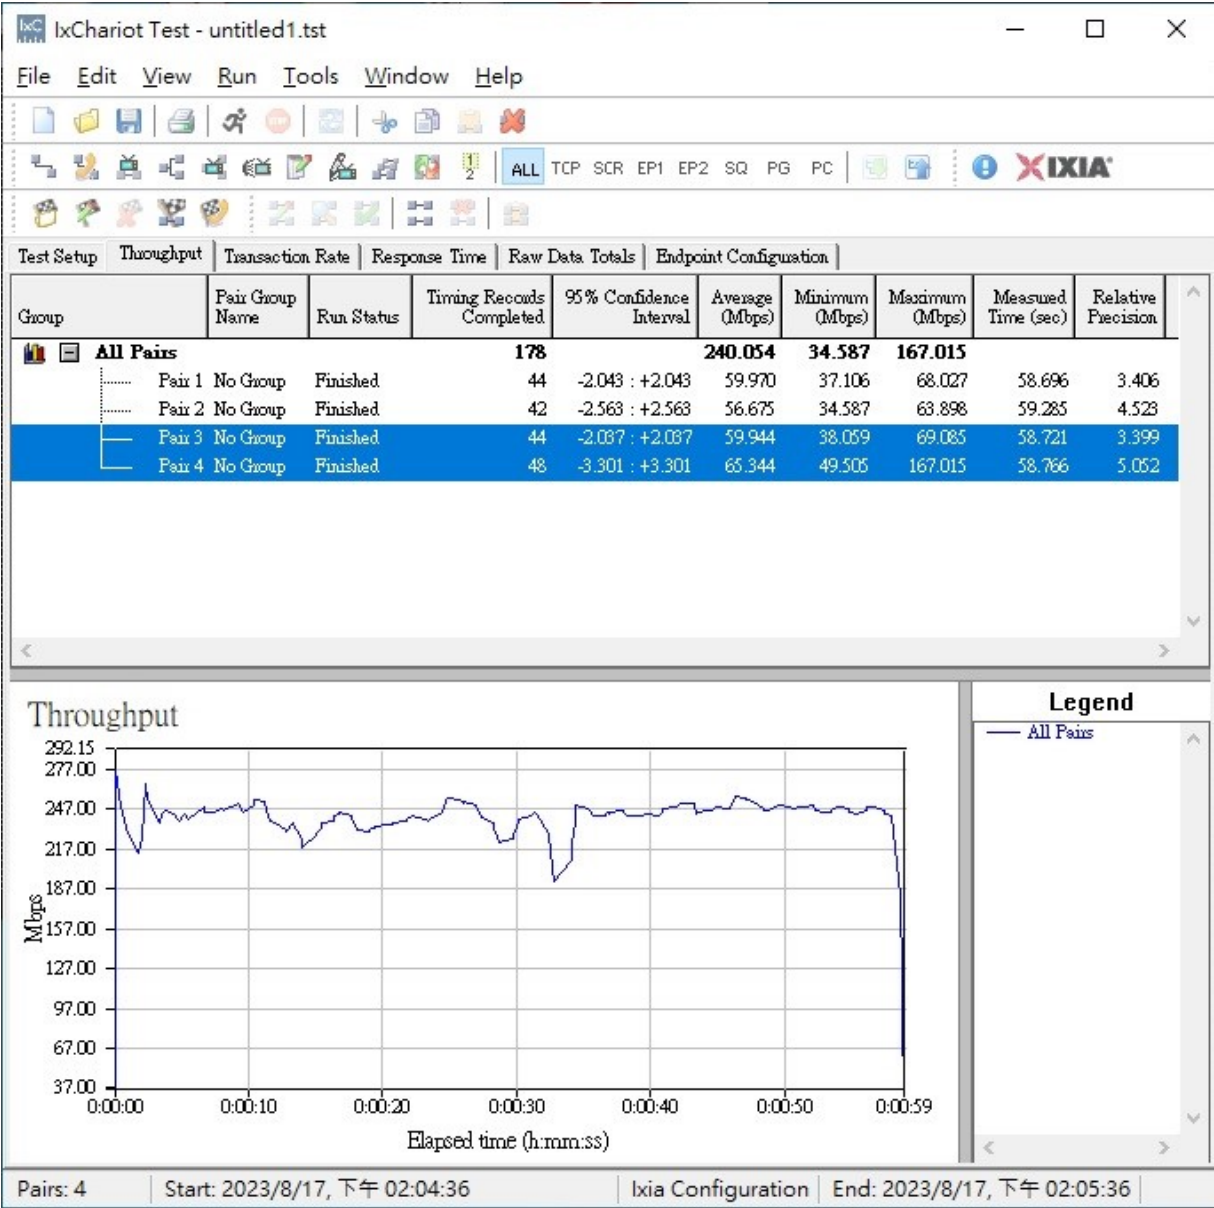 IxC IxChariot Test - untitled1.tst
File Edit View Run Tools Window Help
1 2 ALL TCP SCR EP1 EP2 SQ PG PC IXIA
Test Setup Throughput Transaction Rate Response Time Raw Data Totals Endpoint Configuration
Group Pair Group Name Run Status Timing Records Completed 95% Confidence Interval Average (Mbps) Minimum (Mbps) Maximum (Mbps) Measured Time (sec) Relative Precision
All Pairs 178 240.054 34.587 167.015
Pair 1 No Group Finished 44 -2.043 : +2.043 59.970 37.106 68.027 58.696 3.406
Pair 2 No Group Finished 42 -2.563 : +2.563 56.675 34.587 63.898 59.285 4.523
Pair 3 No Group Finished 44 -2.037 : +2.037 59.944 38.059 69.085 58.721 3.399
Pair 4 No Group Finished 48 -3.301 : +3.301 65.344 49.505 167.015 58.766 5.052
Throughput
292.15
277.00
247.00
217.00
187.00
157.00
127.00
97.00
67.00
37.00
Mbps
0:00:00 0:00:10 0:00:20 0:00:30 0:00:40 0:00:50 0:00:59
Elapsed time (h:mm:ss)
Legend
All Pairs
Pairs: 4 Start: 2023/8/17, 下午 02:04:36 Ixia Configuration End: 2023/8/17, 下午 02:05:36